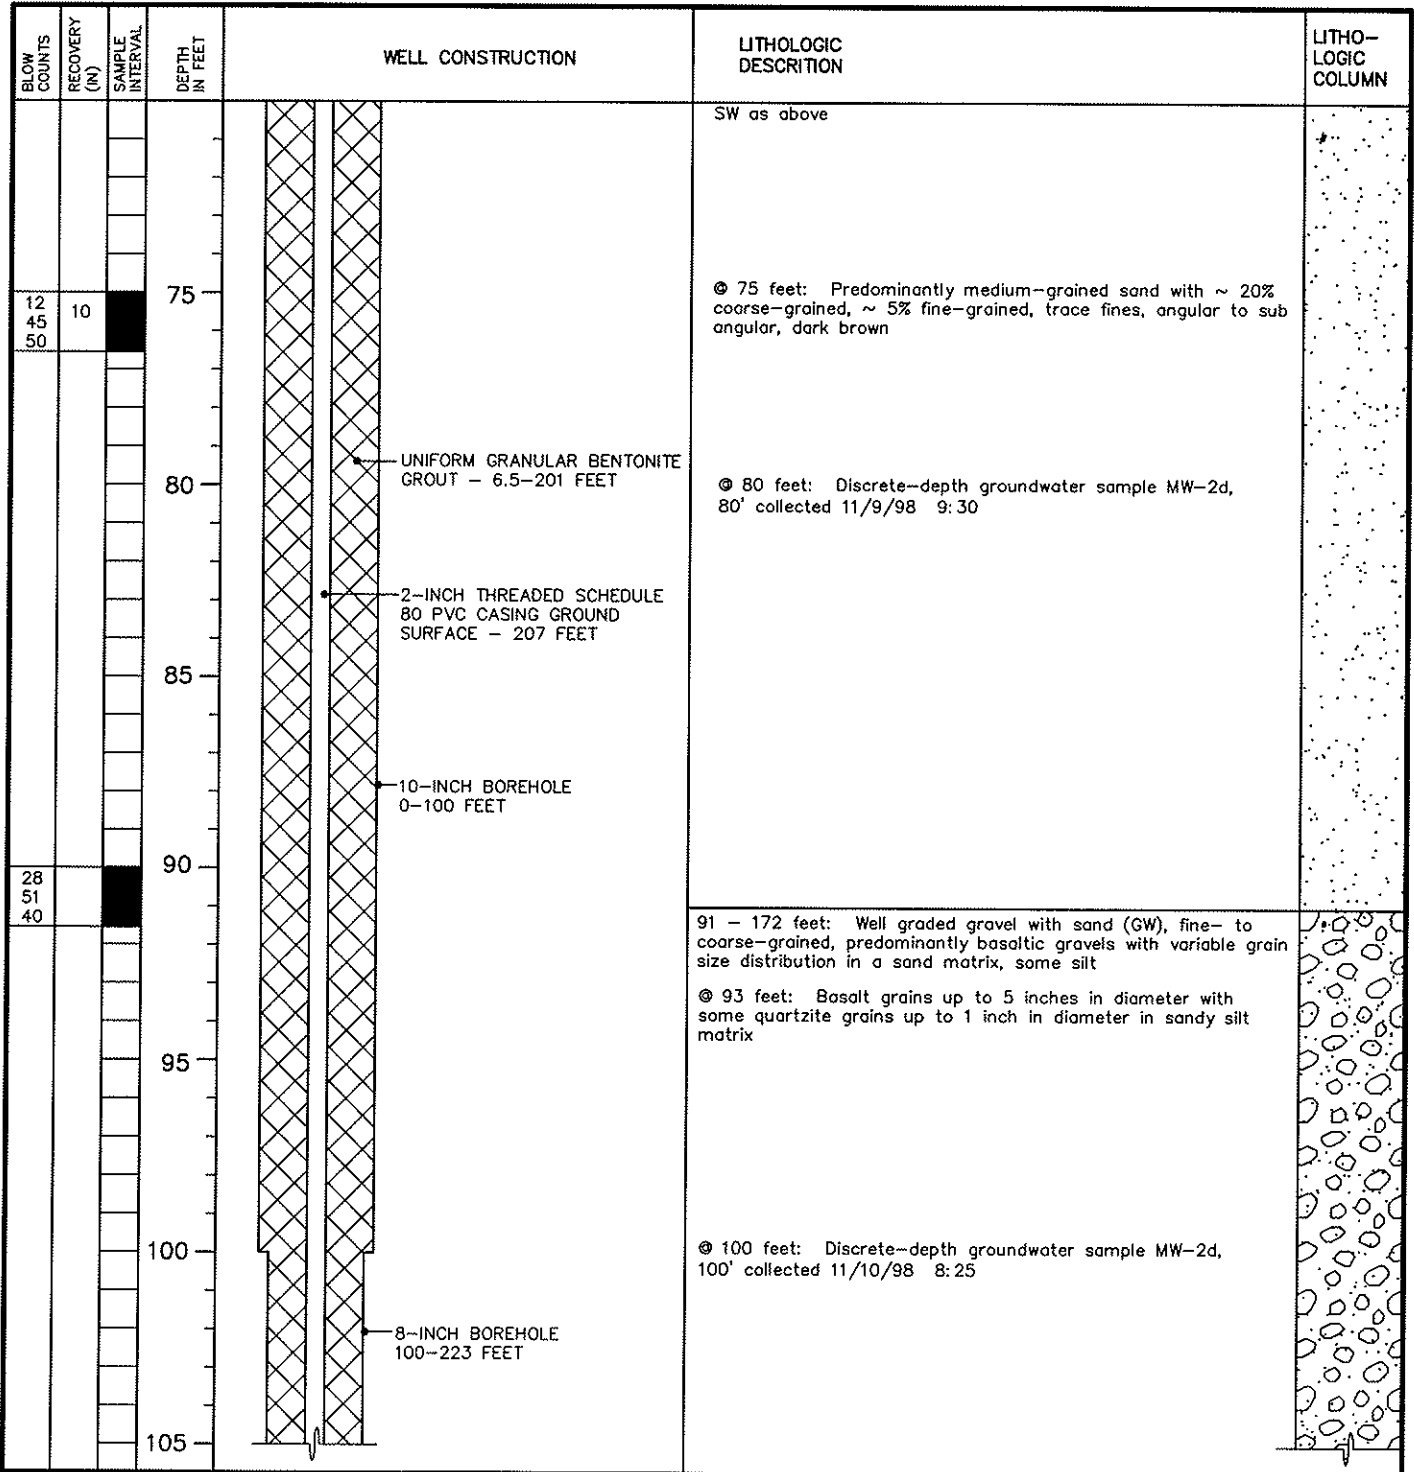 BLOW
COUNTS
RECOVERY
(IN)
SAMPLE
INTERVAL
DEPTH
IN FEET
WELL CONSTRUCTION
LITHOLOGIC
DESCRITION
LITHO-
LOGIC
COLUMN
SW as above
75
12
45
50
10
@ 75 feet: Predominantly medium-grained sand with ~ 20%
coarse-grained, ~ 5% fine-grained, trace fines, angular to sub
angular, dark brown
UNIFORM GRANULAR BENTONITE
GROUT - 6.5-201 FEET
80
@ 80 feet: Discrete-depth groundwater sample MW-2d,
80' collected 11/9/98 9:30
2-INCH THREADED SCHEDULE
80 PVC CASING GROUND
SURFACE - 207 FEET
85
10-INCH BOREHOLE
0-100 FEET
90
28
51
40
91 - 172 feet: Well graded gravel with sand (GW), fine- to
coarse-grained, predominantly basaltic gravels with variable grain
size distribution in a sand matrix, some silt
@ 93 feet: Basalt grains up to 5 inches in diameter with
some quartzite grains up to 1 inch in diameter in sandy silt
matrix
95
100
@ 100 feet: Discrete-depth groundwater sample MW-2d,
100' collected 11/10/98 8:25
8-INCH BOREHOLE
100-223 FEET
105